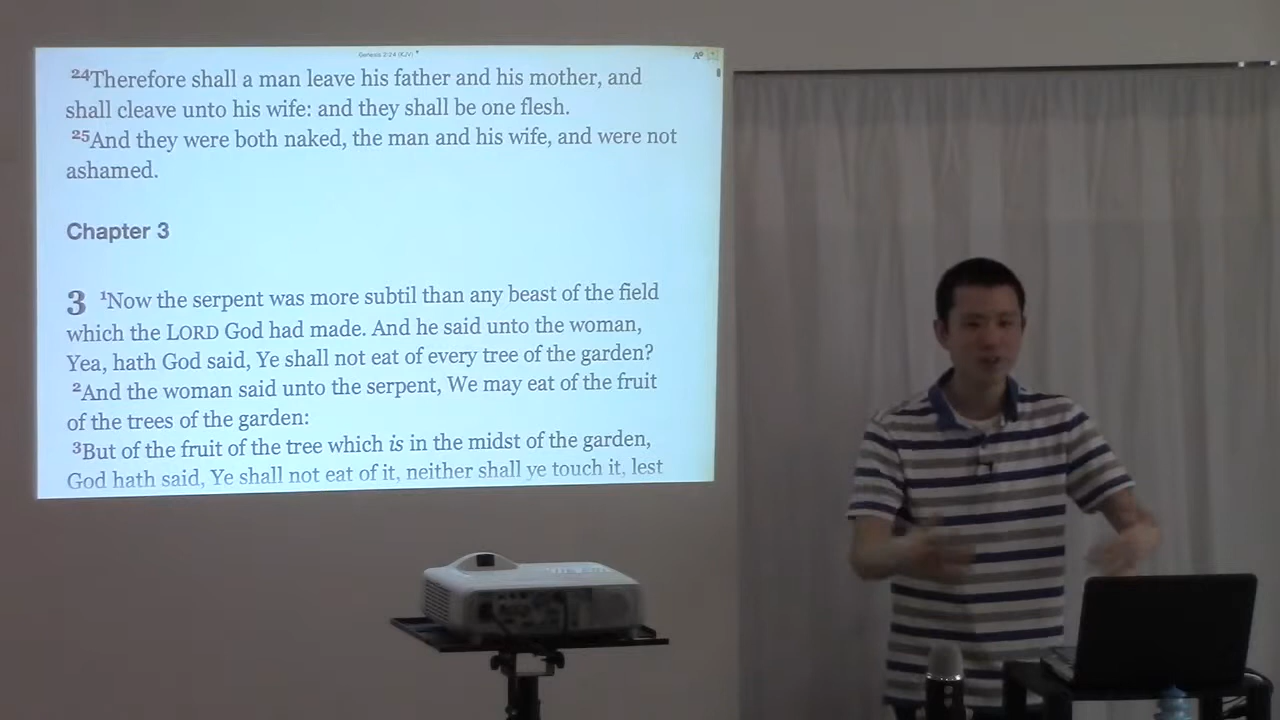 Genesis 2:24 (KJV)
24Therefore shall a man leave his father and his mother, and
shall cleave unto his wife: and they shall be one flesh.
25And they were both naked, the man and his wife, and were not
ashamed.
Chapter 3
3 1Now the serpent was more subtil than any beast of the field
which the LORD God had made. And he said unto the woman,
Yea, hath God said, Ye shall not eat of every tree of the garden?
2And the woman said unto the serpent, We may eat of the fruit
of the trees of the garden:
3But of the fruit of the tree which is in the midst of the garden,
God hath said, Ye shall not eat of it, neither shall ye touch it, lest